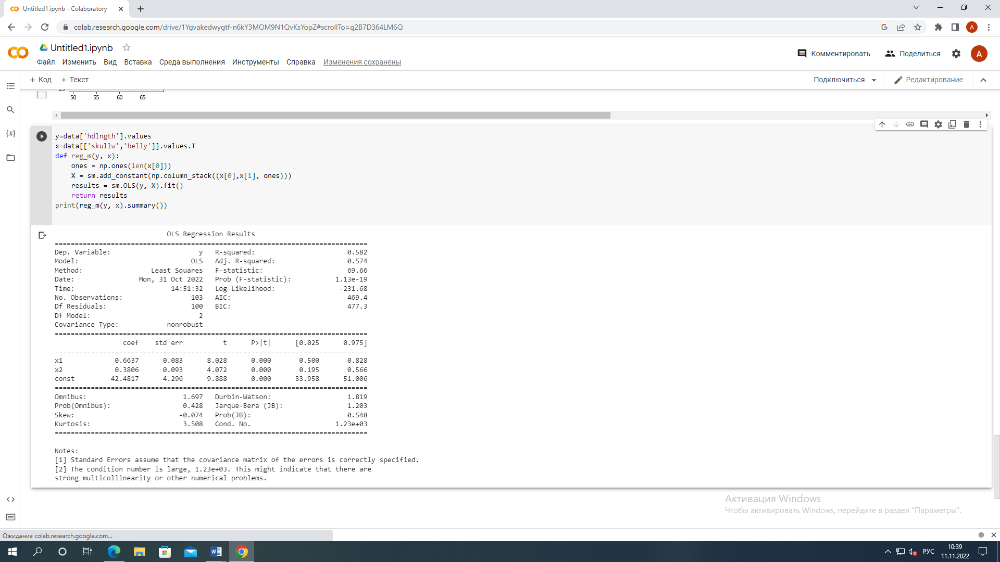 Untitled1.ipynb - Colaboratory
colab.research.google.com/drive/1Ygvakedwygtf-n6kY3MOM9N1QvKsYopZ#scrollTo=g2B7D364LM6Q
A
Untitled1.ipynb
Комментировать Поделиться A
Файл Изменить Вид Вставка Среда выполнения Инструменты Справка Изменения сохранены
+ Код + Текст Подключиться Редактирование
[ ]
50 55 60 65
{x}
y=data['hdlngth'].values
x=data[['skullw','belly']].values.T
def reg_m(y, x):
    ones = np.ones(len(x[0]))
    X = sm.add_constant(np.column_stack((x[0],x[1], ones)))
    results = sm.OLS(y, X).fit()
    return results
print(reg_m(y, x).summary())
OLS Regression Results
==============================================================================
Dep. Variable: y R-squared: 0.582
Model: OLS Adj. R-squared: 0.574
Method: Least Squares F-statistic: 69.66
Date: Mon, 31 Oct 2022 Prob (F-statistic): 1.13e-19
Time: 14:51:32 Log-Likelihood: -231.68
No. Observations: 103 AIC: 469.4
Df Residuals: 100 BIC: 477.3
Df Model: 2
Covariance Type: nonrobust
==============================================================================
coef std err t P>|t| [0.025 0.975]
------------------------------------------------------------------------------
x1 0.6637 0.083 8.028 0.000 0.500 0.828
x2 0.3806 0.093 4.072 0.000 0.195 0.566
const 42.4817 4.296 9.888 0.000 33.958 51.006
==============================================================================
Omnibus: 1.697 Durbin-Watson: 1.819
Prob(Omnibus): 0.428 Jarque-Bera (JB): 1.203
Skew: -0.074 Prob(JB): 0.548
Kurtosis: 3.508 Cond. No. 1.23e+03
==============================================================================
Notes:
[1] Standard Errors assume that the covariance matrix of the errors is correctly specified.
[2] The condition number is large, 1.23e+03. This might indicate that there are
strong multicollinearity or other numerical problems.
Активация Windows
Чтобы активировать Windows, перейдите в раздел "Параметры".
Ожидание colab.research.google.com...
РУС
10:39
11.11.2022